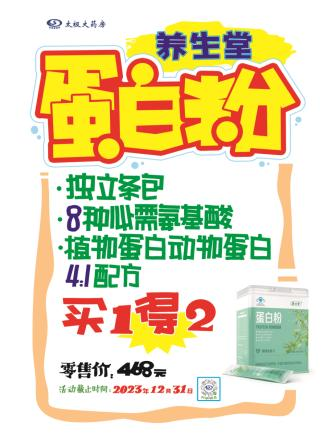 太极大药房
养生堂
蛋白粉
·独立条包
·8种必需氨基酸
·植物蛋白动物蛋白
4:1配方
买1得2
零售价:468元
活动截止时间:2023年12月31日
蛋白粉